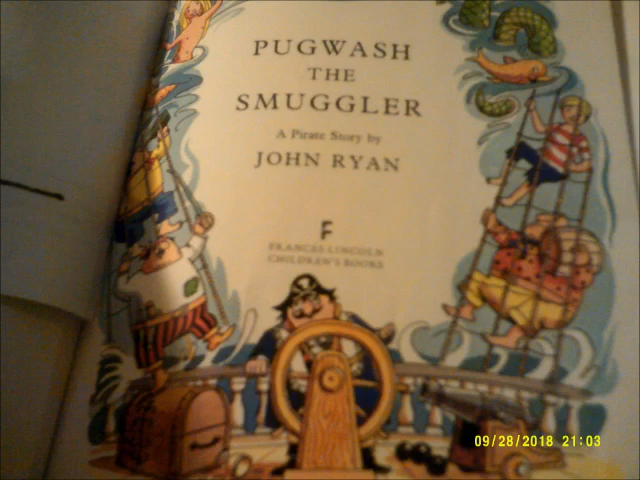 PUGWASH
THE
SMUGGLER
A Pirate Story by
JOHN RYAN
F
FRANCES LINCOLN
CHILDREN'S BOOKS
09/28/2018 21:03